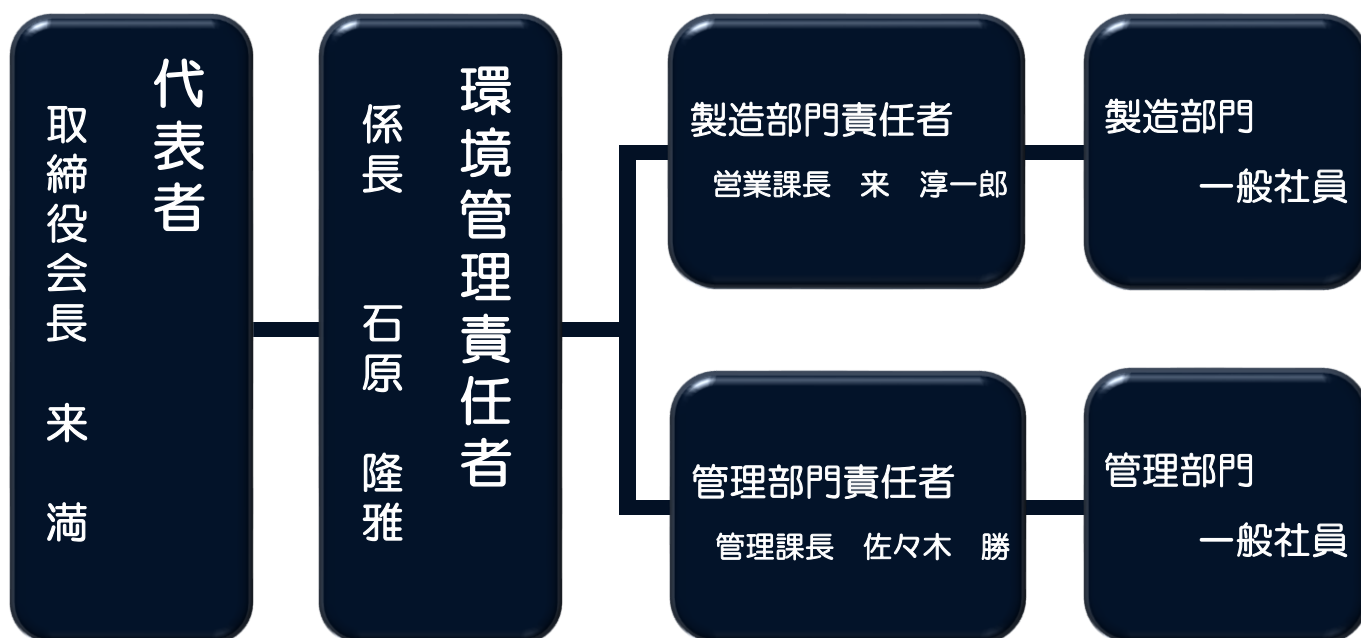 代表者
取締役会長　来　満
環境管理責任者
係長　　石原　隆雅
製造部門責任者
営業課長　来　淳一郎
製造部門
一般社員
管理部門責任者
管理課長　佐々木　勝
管理部門
一般社員